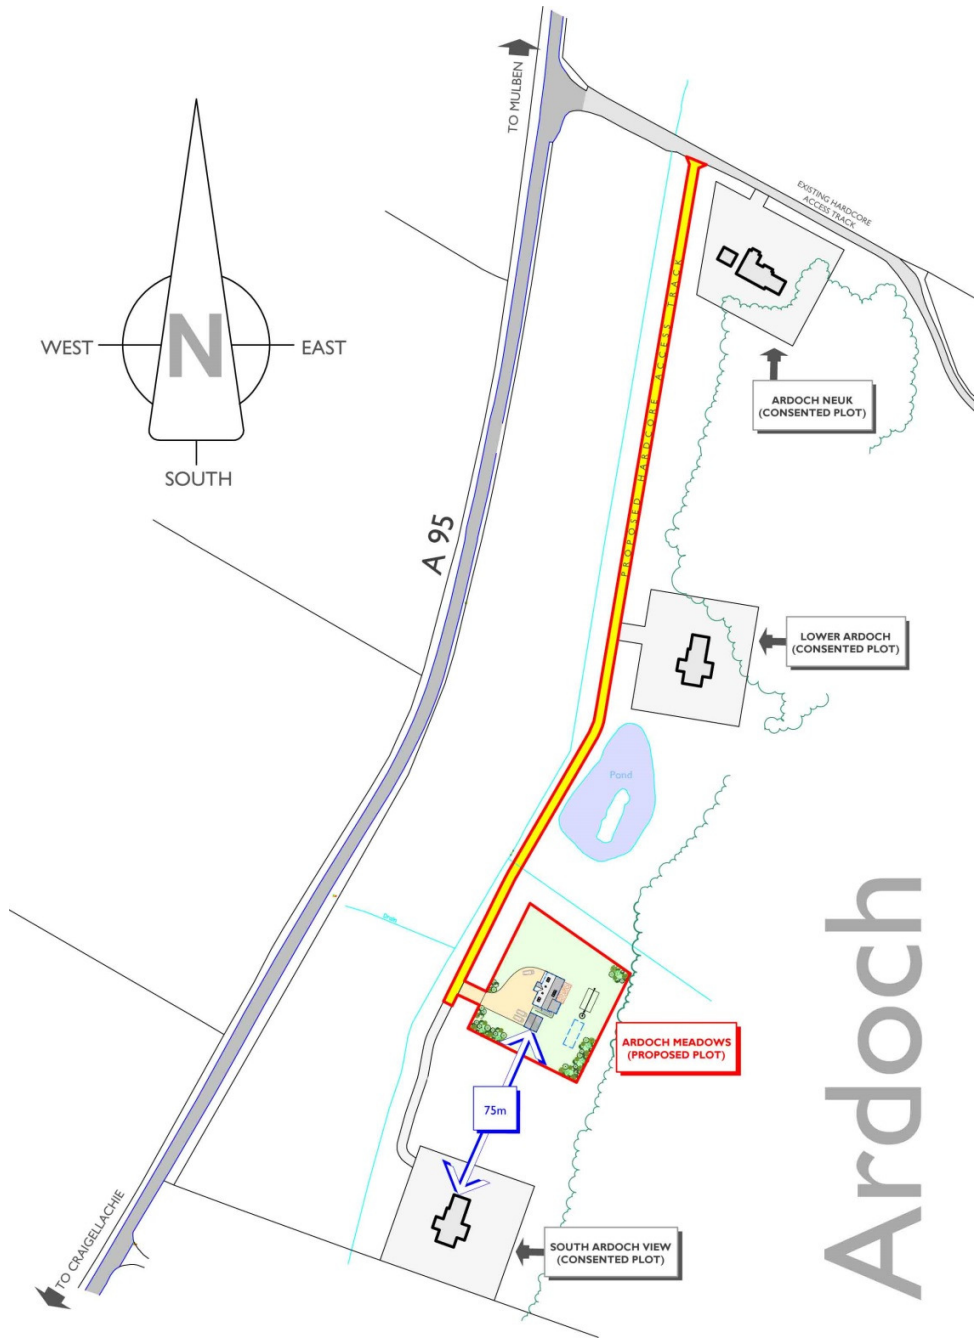 TO MULBEN
EXISTING HARDCORE
ACCESS TRACK
N
WEST
EAST
SOUTH
ARDOCH NEUK
(CONSENTED PLOT)
PROPOSED HARDCORE ACCESS TRACK
A 95
LOWER ARDOCH
(CONSENTED PLOT)
Pond
ARDOCH MEADOWS
(PROPOSED PLOT)
75m
Ardoch
TO CRAIGELLACHIE
SOUTH ARDOCH VIEW
(CONSENTED PLOT)